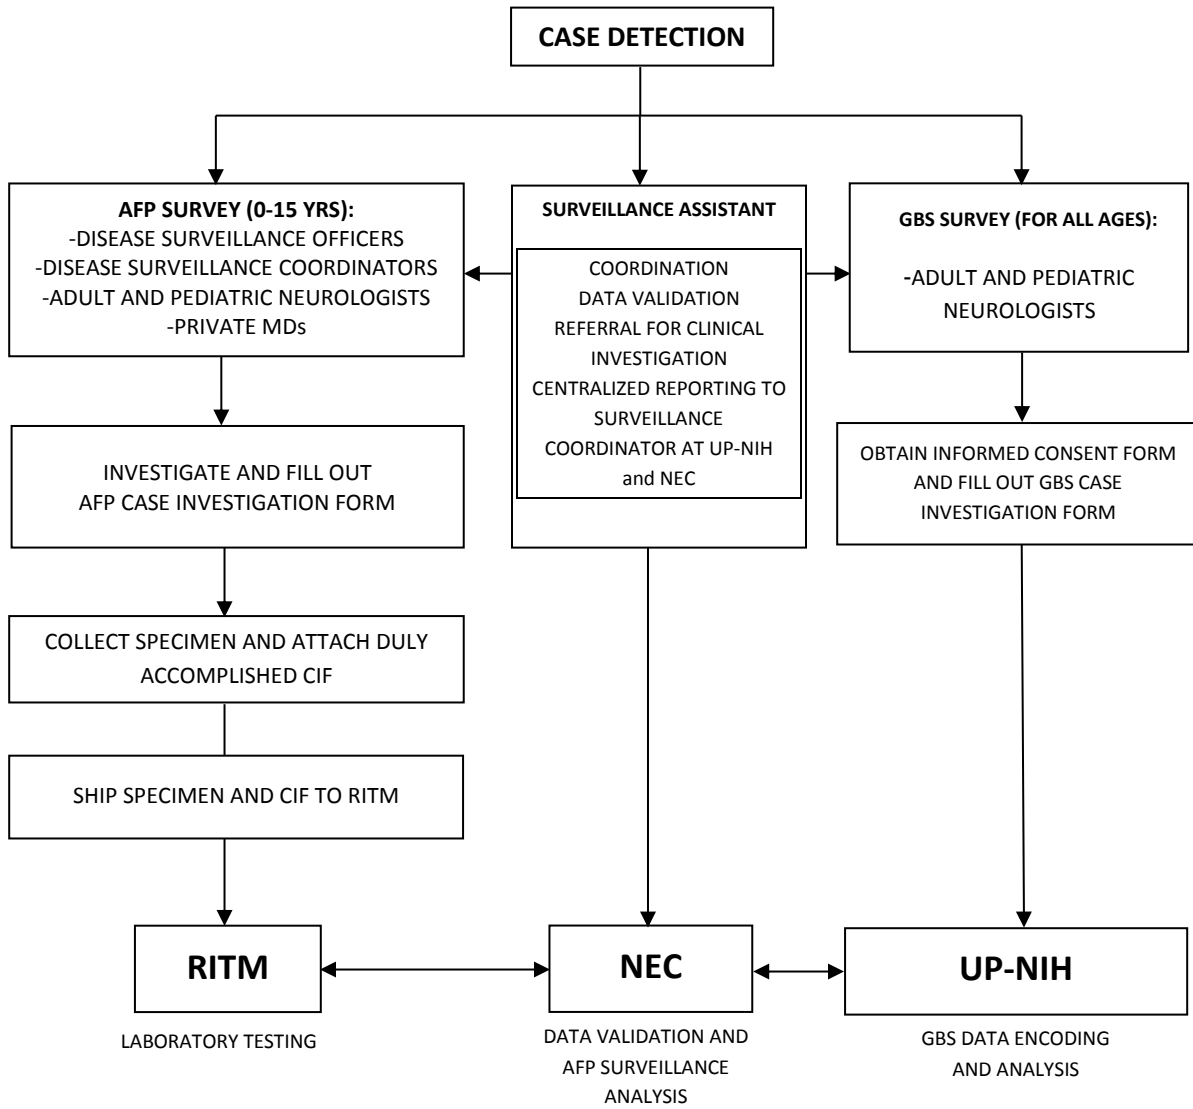 CASE DETECTION
AFP SURVEY (0-15 YRS):
-DISEASE SURVEILLANCE OFFICERS
-DISEASE SURVEILLANCE COORDINATORS
-ADULT AND PEDIATRIC NEUROLOGISTS
-PRIVATE MDs
SURVEILLANCE ASSISTANT
COORDINATION
DATA VALIDATION
REFERRAL FOR CLINICAL
INVESTIGATION
CENTRALIZED REPORTING TO
SURVEILLANCE
COORDINATOR AT UP-NIH
and NEC
GBS SURVEY (FOR ALL AGES):
-ADULT AND PEDIATRIC
NEUROLOGISTS
INVESTIGATE AND FILL OUT
AFP CASE INVESTIGATION FORM
OBTAIN INFORMED CONSENT FORM
AND FILL OUT GBS CASE
INVESTIGATION FORM
COLLECT SPECIMEN AND ATTACH DULY
ACCOMPLISHED CIF
SHIP SPECIMEN AND CIF TO RITM
RITM
LABORATORY TESTING
NEC
DATA VALIDATION AND
AFP SURVEILLANCE
ANALYSIS
UP-NIH
GBS DATA ENCODING
AND ANALYSIS